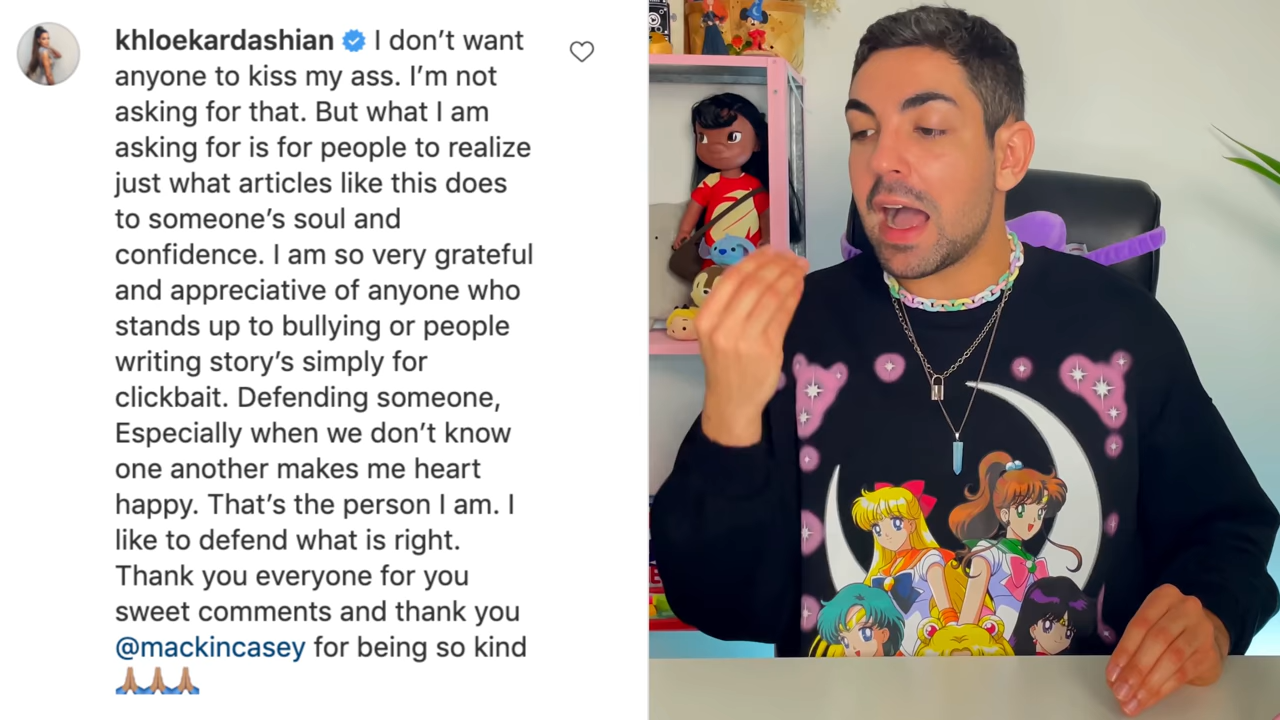 khloekardashian I don’t want
anyone to kiss my ass. I’m not
asking for that. But what I am
asking for is for people to realize
just what articles like this does
to someone’s soul and
confidence. I am so very grateful
and appreciative of anyone who
stands up to bullying or people
writing story’s simply for
clickbait. Defending someone,
Especially when we don’t know
one another makes me heart
happy. That’s the person I am. I
like to defend what is right.
Thank you everyone for you
sweet comments and thank you
@mackincasey for being so kind
🙏🏽🙏🏽🙏🏽